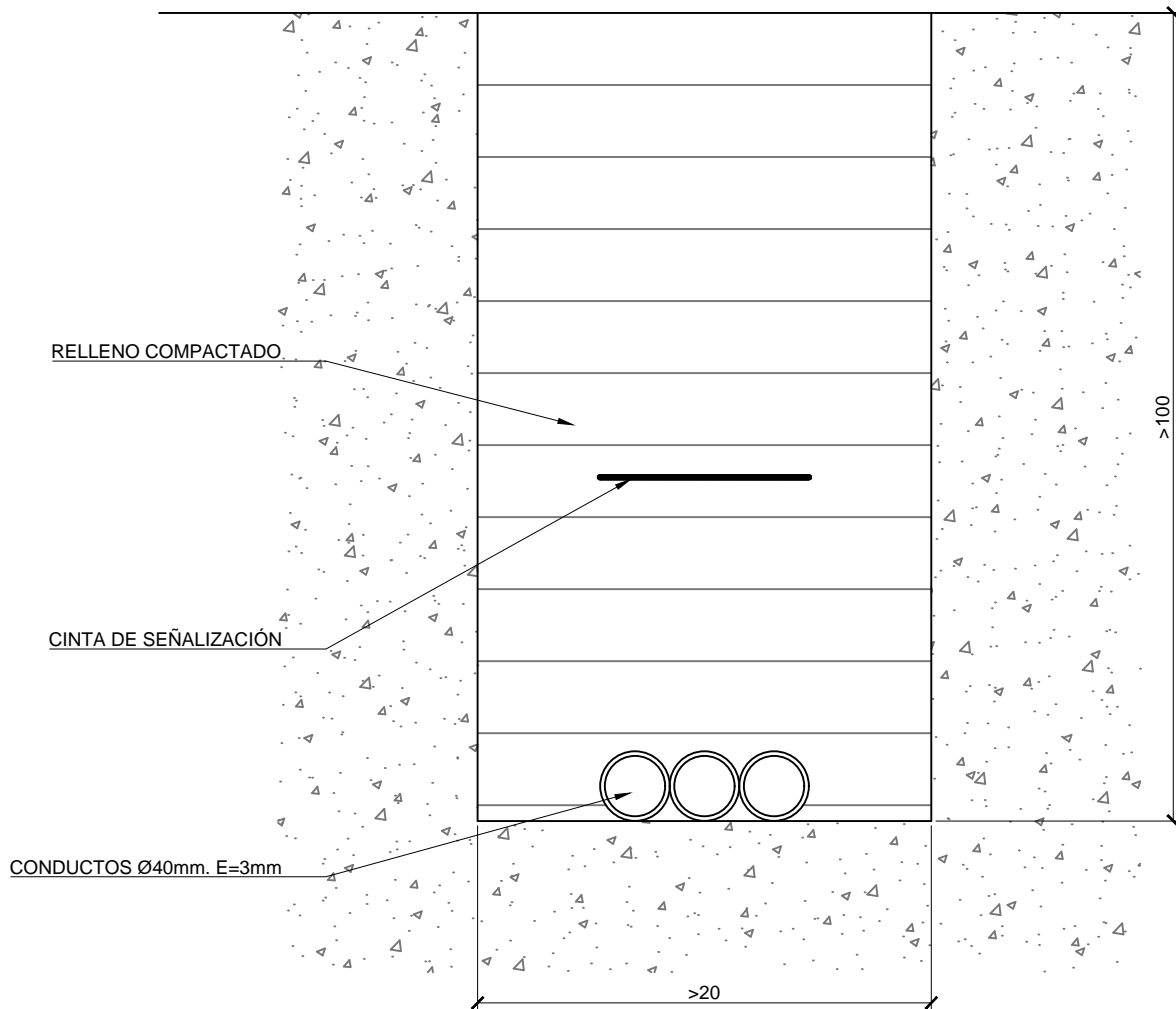 RELLENO COMPACTADO
>100
CINTA DE SEÑALIZACIÓN
CONDUCTOS Ø40mm. E=3mm
>20